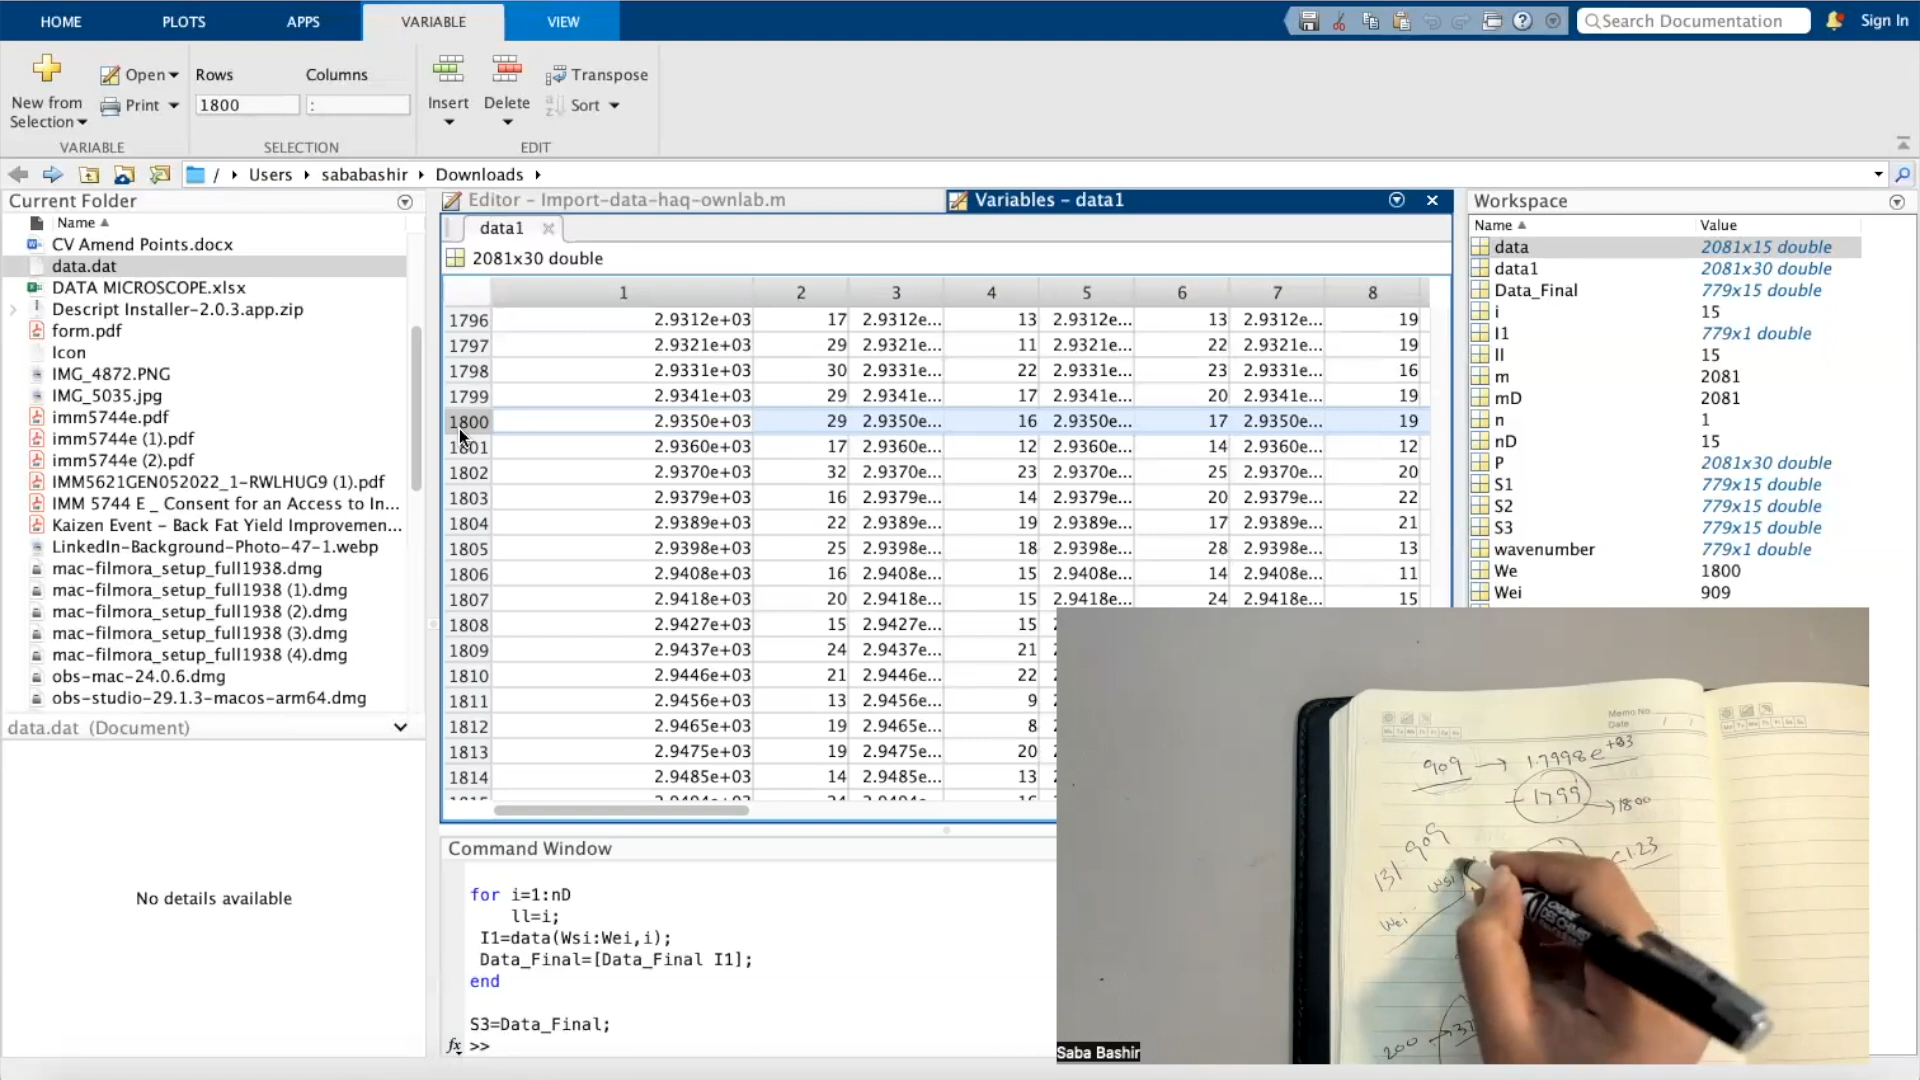 HOME PLOTS APPS VARIABLE VIEW
Search Documentation Sign In
New from Selection
Open
Print
VARIABLE
Rows Columns
1800 :
SELECTION
Insert Delete Transpose
Sort
EDIT
/ Users sababashir Downloads
Current Folder
Name
CV Amend Points.docx
data.dat
DATA MICROSCOPE.xlsx
Descript Installer-2.0.3.app.zip
form.pdf
Icon
IMG_4872.PNG
IMG_5035.jpg
imm5744e.pdf
imm5744e (1).pdf
imm5744e (2).pdf
IMM5621GEN052022_1-RWLHUG9 (1).pdf
IMM 5744 E _ Consent for an Access to In...
Kaizen Event - Back Fat Yield Improvemen...
LinkedIn-Background-Photo-47-1.webp
mac-filmora_setup_full1938.dmg
mac-filmora_setup_full1938 (1).dmg
mac-filmora_setup_full1938 (2).dmg
mac-filmora_setup_full1938 (3).dmg
mac-filmora_setup_full1938 (4).dmg
obs-mac-24.0.6.dmg
obs-studio-29.1.3-macos-arm64.dmg
data.dat (Document)
No details available
Editor - Import-data-haq-ownlab.m
Variables - data1
data1
2081x30 double
1 2 3 4 5 6 7 8
1796 2.9312e+03 17 2.9312e... 13 2.9312e... 13 2.9312e... 19
1797 2.9321e+03 29 2.9321e... 11 2.9321e... 22 2.9321e... 19
1798 2.9331e+03 30 2.9331e... 22 2.9331e... 23 2.9331e... 16
1799 2.9341e+03 29 2.9341e... 17 2.9341e... 20 2.9341e... 19
1800 2.9350e+03 29 2.9350e... 16 2.9350e... 17 2.9350e... 19
1801 2.9360e+03 17 2.9360e... 12 2.9360e... 14 2.9360e... 12
1802 2.9370e+03 32 2.9370e... 23 2.9370e... 25 2.9370e... 20
1803 2.9379e+03 16 2.9379e... 14 2.9379e... 20 2.9379e... 22
1804 2.9389e+03 22 2.9389e... 19 2.9389e... 17 2.9389e... 21
1805 2.9398e+03 25 2.9398e... 18 2.9398e... 28 2.9398e... 13
1806 2.9408e+03 16 2.9408e... 15 2.9408e... 14 2.9408e... 11
1807 2.9418e+03 20 2.9418e... 15 2.9418e... 24 2.9418e... 15
1808 2.9427e+03 15 2.9427e... 15
1809 2.9437e+03 24 2.9437e... 21
1810 2.9446e+03 21 2.9446e... 22
1811 2.9456e+03 13 2.9456e... 9
1812 2.9465e+03 19 2.9465e... 8
1813 2.9475e+03 19 2.9475e... 20
1814 2.9485e+03 14 2.9485e... 13
Command Window
for i=1:nD
ll=i;
I1=data(Wsi:Wei,i);
Data_Final=[Data_Final I1];
end
S3=Data_Final;
fx >>
Workspace
Name Value
data 2081x15 double
data1 2081x30 double
Data_Final 779x15 double
i 15
I1 779x1 double
ll 15
m 2081
mD 2081
n 1
nD 15
P 2081x30 double
S1 779x15 double
S2 779x15 double
S3 779x15 double
wavenumber 779x1 double
We 1800
Wei 909
Memo No.
Date / /
909 → 1.7998e+03
1799 → 1800
131:909
Wsi
Wei
200
Saba Bashir